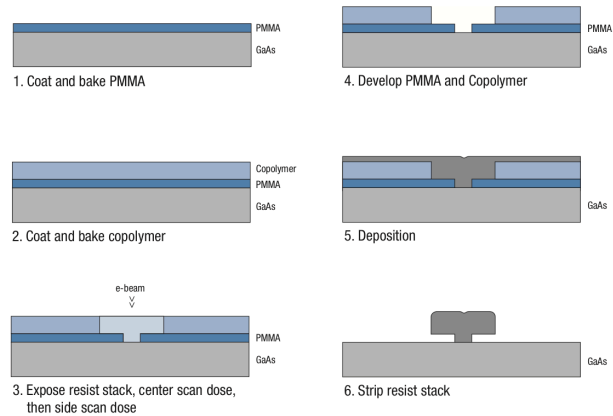 PMMA
GaAs
1. Coat and bake PMMA
Copolymer
PMMA
GaAs
2. Coat and bake copolymer
e-beam
PMMA
GaAs
3. Expose resist stack, center scan dose,
then side scan dose
PMMA
GaAs
4. Develop PMMA and Copolymer
GaAs
5. Deposition
GaAs
6. Strip resist stack